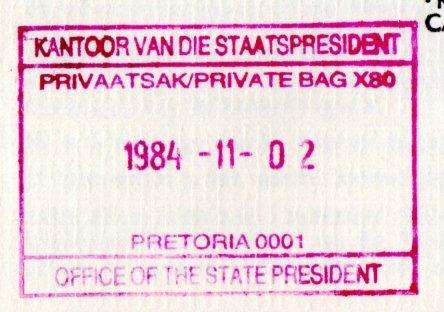 KANTOOR VAN DIE STAATSPRESIDENT
PRIVAATSAK/PRIVATE BAG X80
1984 -11- 0 2
PRETORIA 0001
OFFICE OF THE STATE PRESIDENT